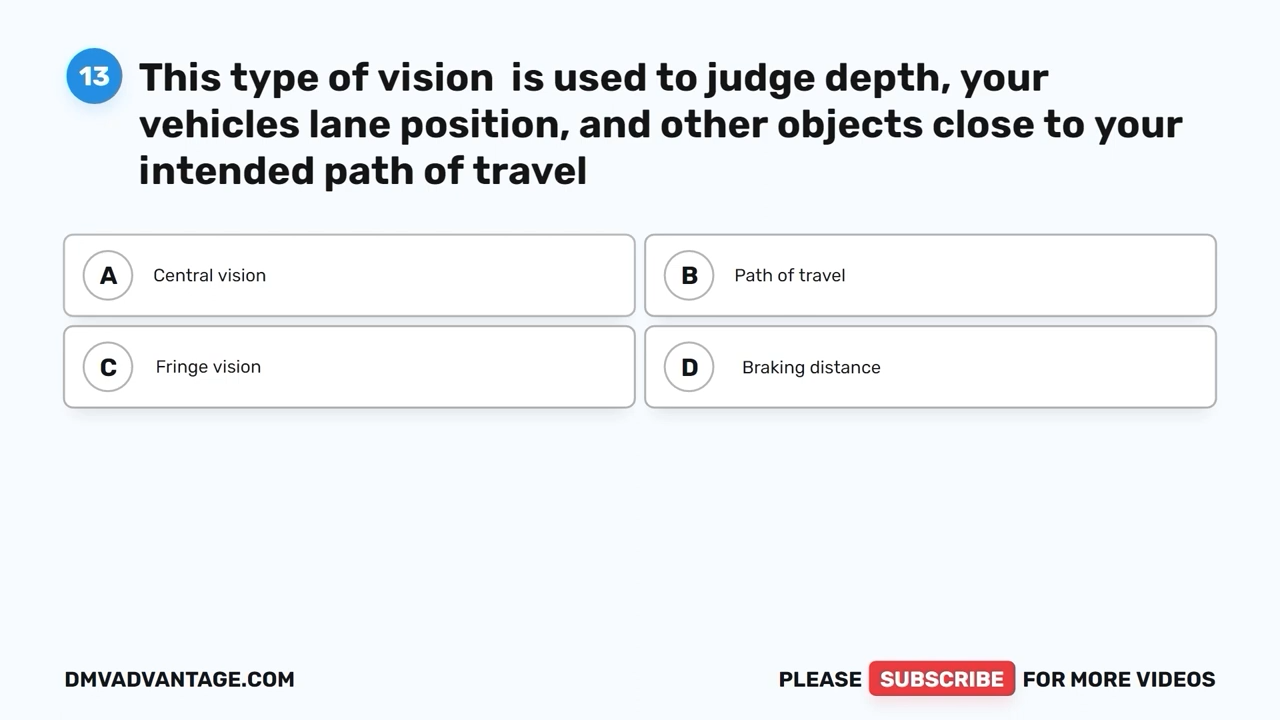 13
This type of vision is used to judge depth, your
vehicles lane position, and other objects close to your
intended path of travel
A Central vision
B Path of travel
C Fringe vision
D Braking distance
DMVADVANTAGE.COM
PLEASE SUBSCRIBE FOR MORE VIDEOS